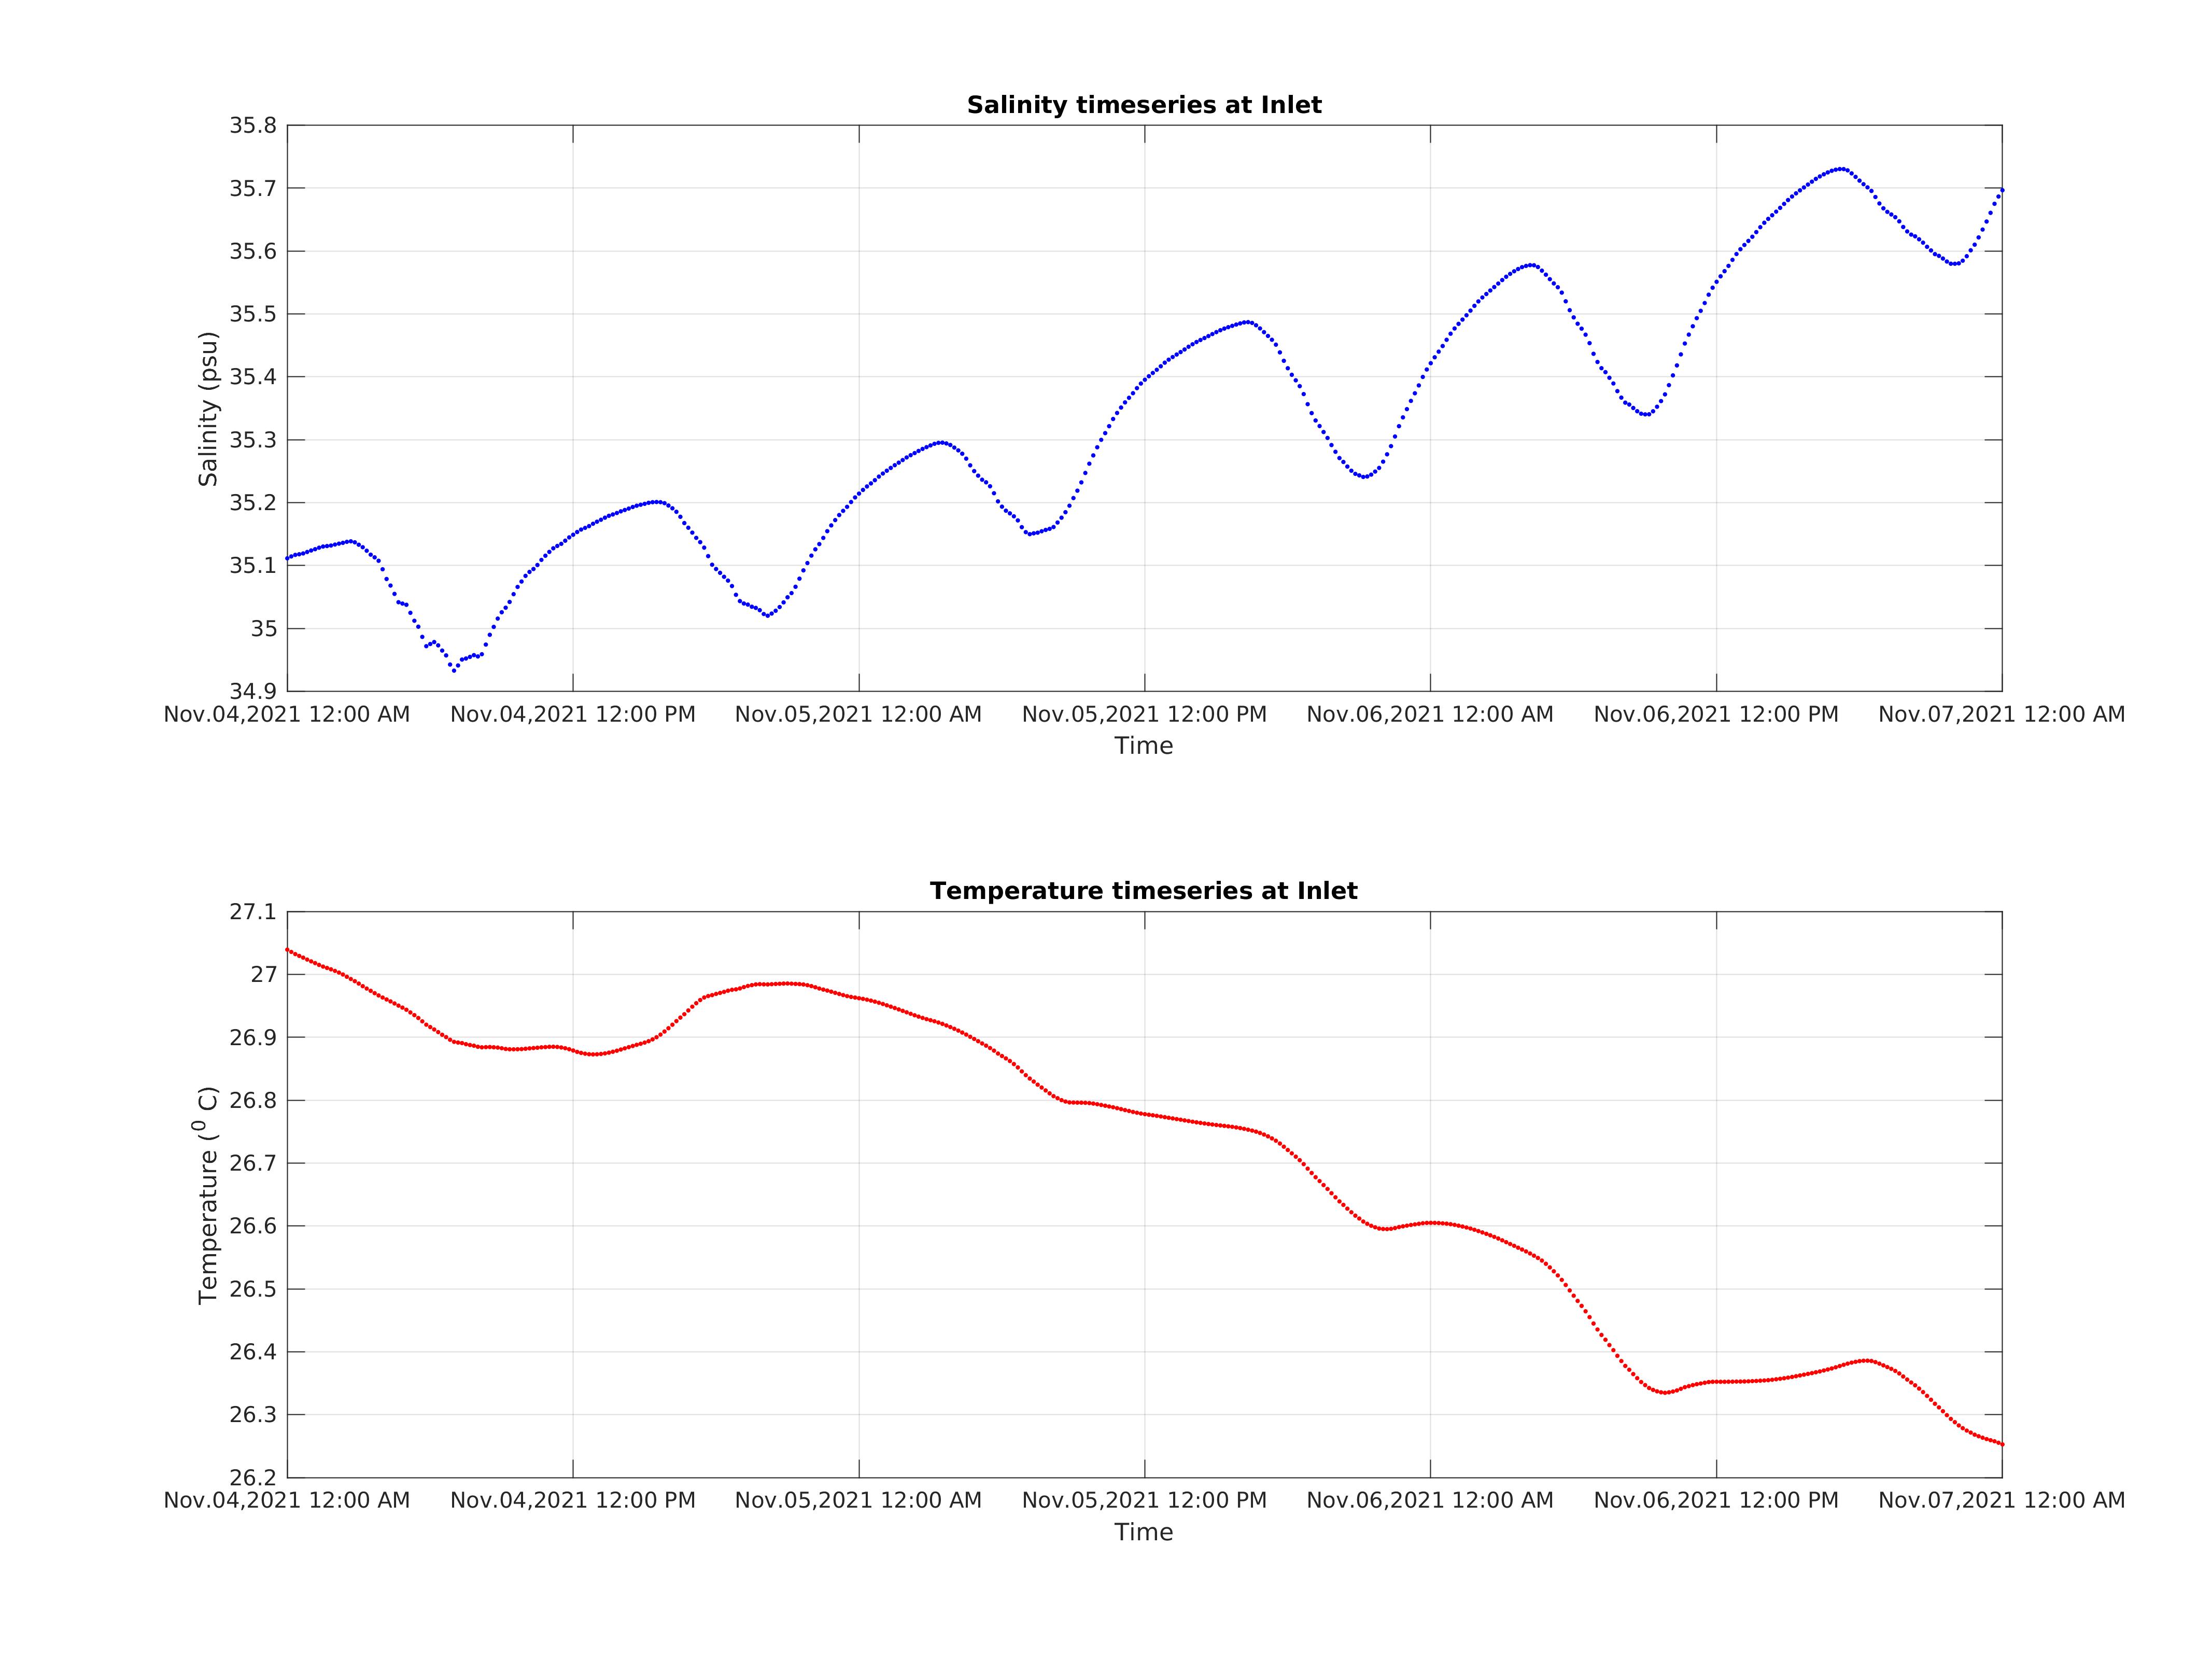 Salinity timeseries at Inlet
35.8
35.7
35.6
35.5
35.4
35.3
35.2
35.1
35
34.9
Salinity (psu)
Nov.04,2021 12:00 AM Nov.04,2021 12:00 PM Nov.05,2021 12:00 AM Nov.05,2021 12:00 PM Nov.06,2021 12:00 AM Nov.06,2021 12:00 PM Nov.07,2021 12:00 AM
Time
Temperature timeseries at Inlet
27.1
27
26.9
26.8
26.7
26.6
26.5
26.4
26.3
26.2
Temperature (⁰ C)
Nov.04,2021 12:00 AM Nov.04,2021 12:00 PM Nov.05,2021 12:00 AM Nov.05,2021 12:00 PM Nov.06,2021 12:00 AM Nov.06,2021 12:00 PM Nov.07,2021 12:00 AM
Time